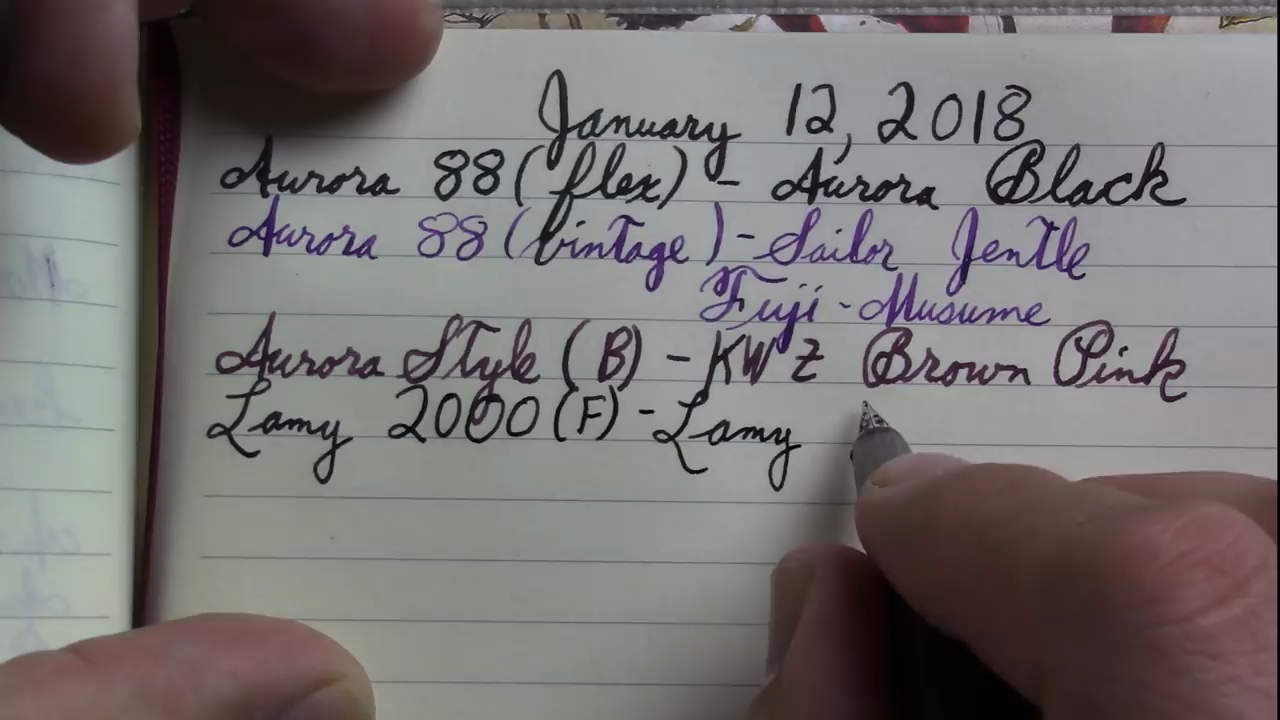 January 12, 2018
Aurora 88 (flex) - Aurora Black
Aurora 88 (vintage) - Sailor Jentle
Fuji-Musume
Aurora Style (B) - KWZ Brown Pink
Lamy 2000 (F) - Lamy